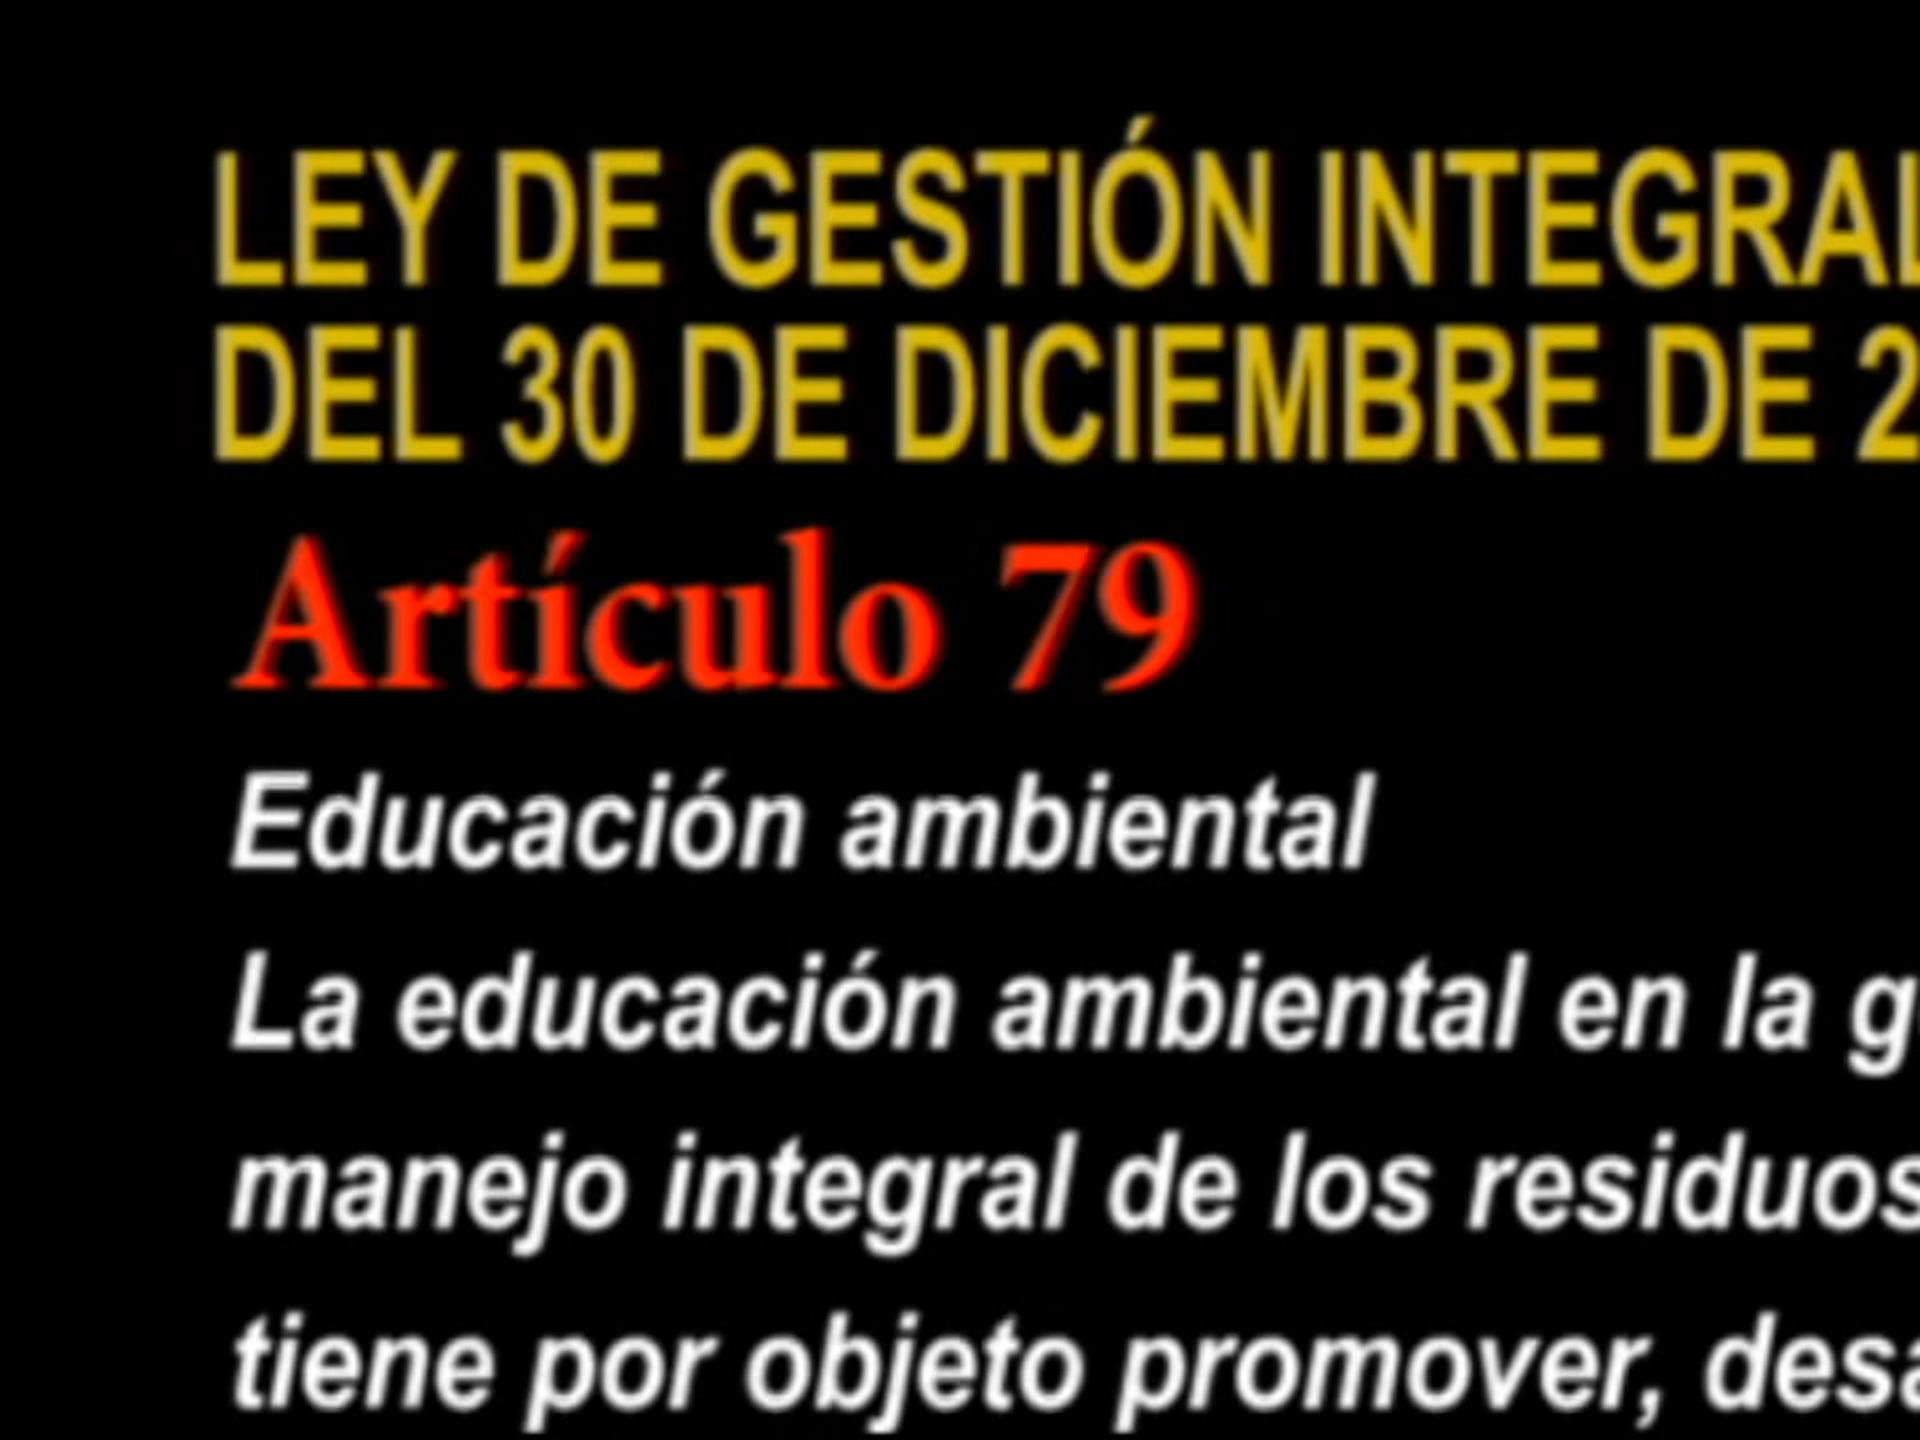 LEY DE GESTIÓN INTEGRAL
DEL 30 DE DICIEMBRE DE 2
Artículo 79
Educación ambiental
La educación ambiental en la g
manejo integral de los residuos
tiene por objeto promover, desa